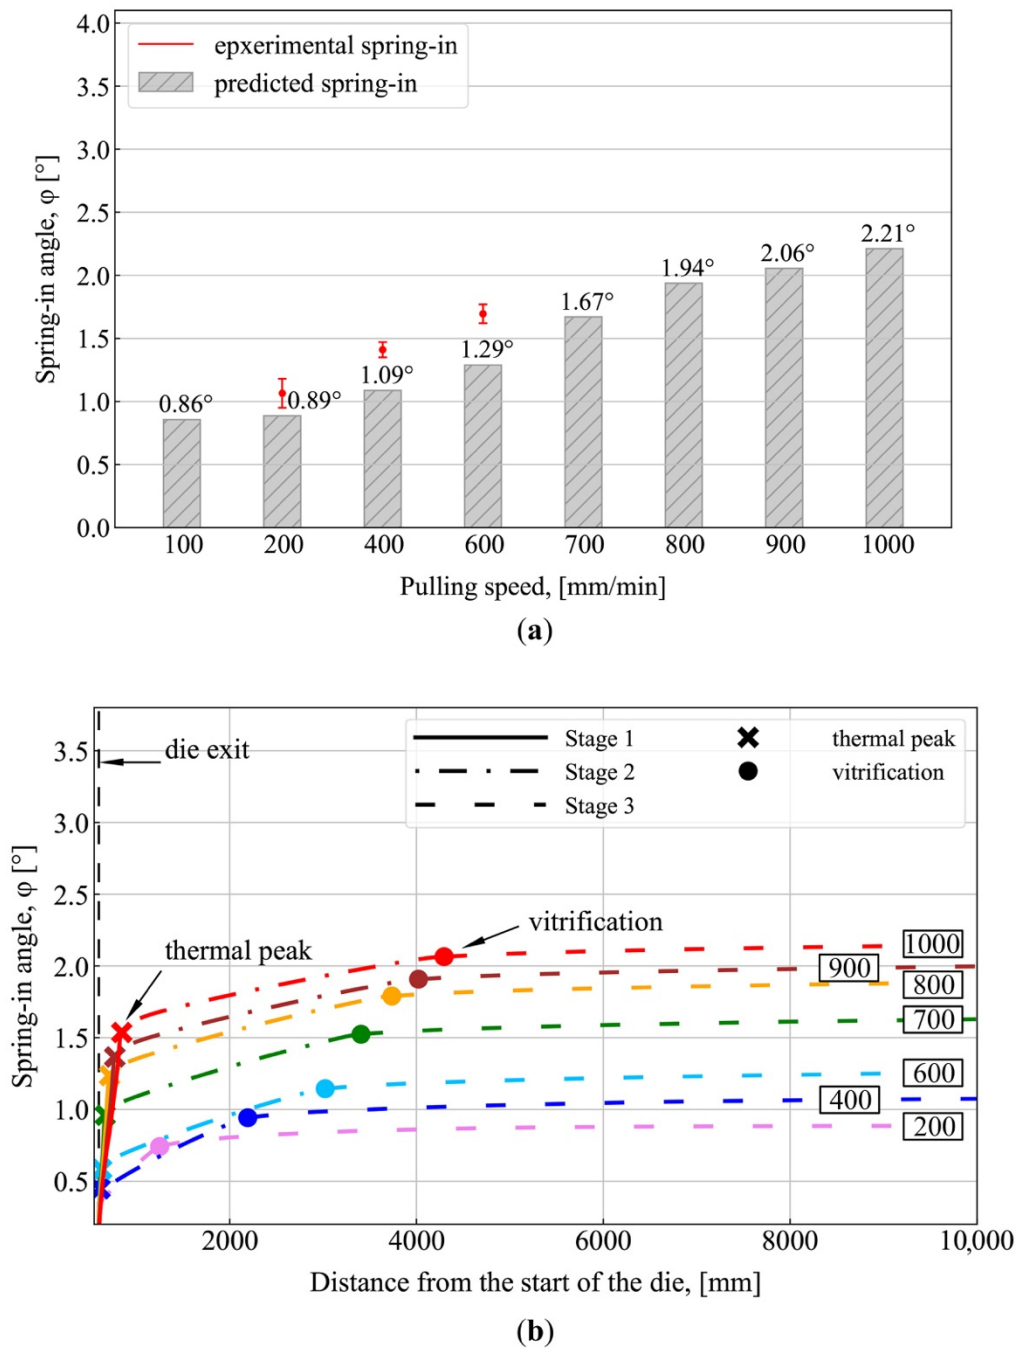 4.0
3.5
3.0
2.5
2.0
1.5
1.0
0.5
0.0
Spring-in angle, φ [°]
epxerimental spring-in
predicted spring-in
0.86°
0.89°
1.09°
1.29°
1.67°
1.94°
2.06°
2.21°
100 200 400 600 700 800 900 1000
Pulling speed, [mm/min]
(a)
3.5
3.0
2.5
2.0
1.5
1.0
0.5
Spring-in angle, φ [°]
die exit
Stage 1
Stage 2
Stage 3
thermal peak
vitrification
thermal peak
vitrification
1000
900
800
700
600
400
200
2000 4000 6000 8000 10,000
Distance from the start of the die, [mm]
(b)